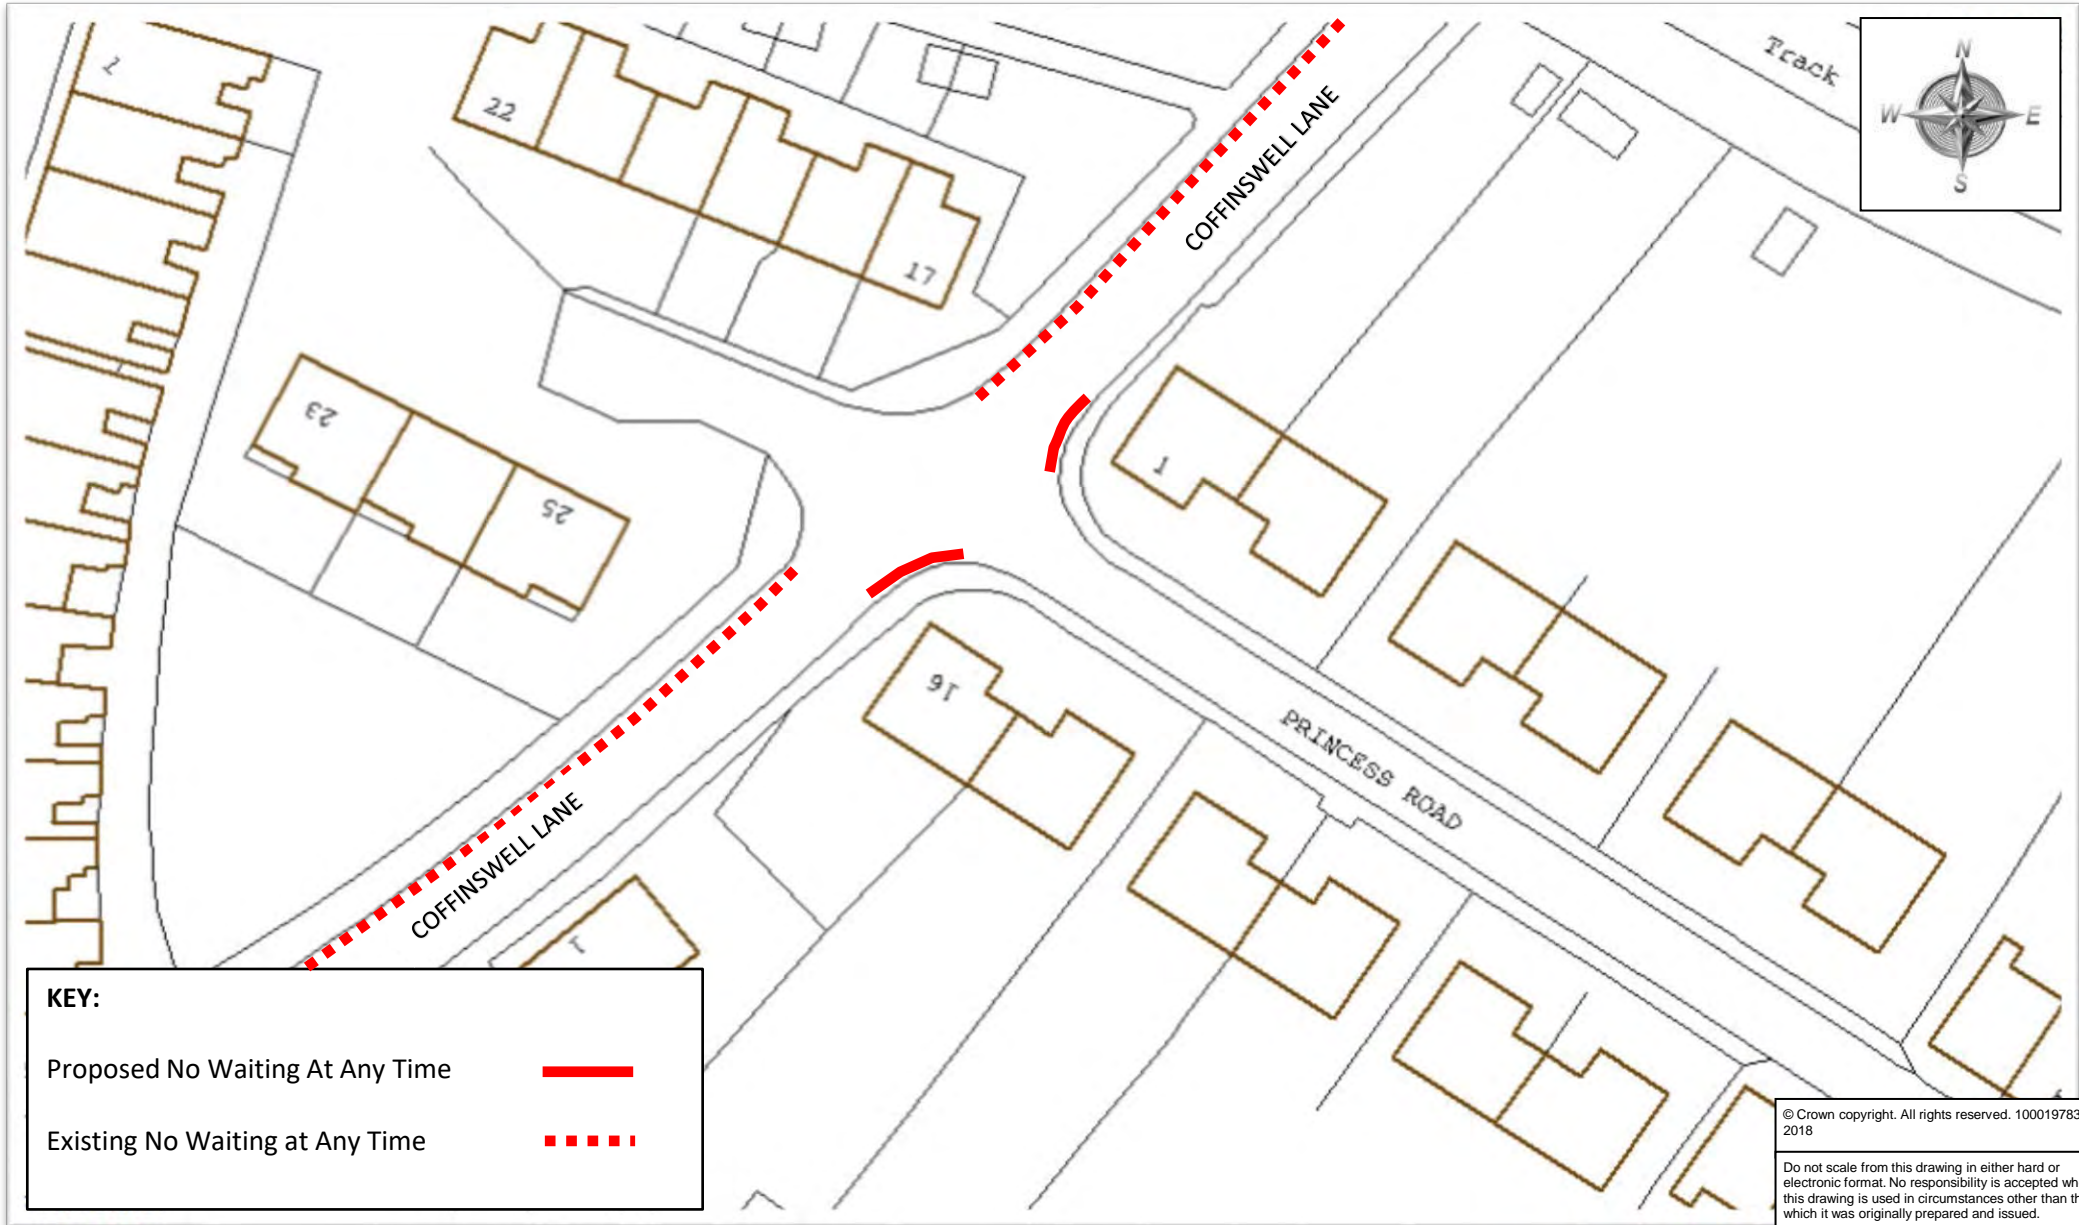 7
22
17
COFFINSWELL LANE
Track
N
W E
S
23
25
1
16
PRINCESS ROAD
COFFINSWELL LANE
1
KEY:
Proposed No Waiting At Any Time
Existing No Waiting at Any Time
© Crown copyright. All rights reserved. 100019783
2018
Do not scale from this drawing in either hard or
electronic format. No responsibility is accepted wh
this drawing is used in circumstances other than th
which it was originally prepared and issued.